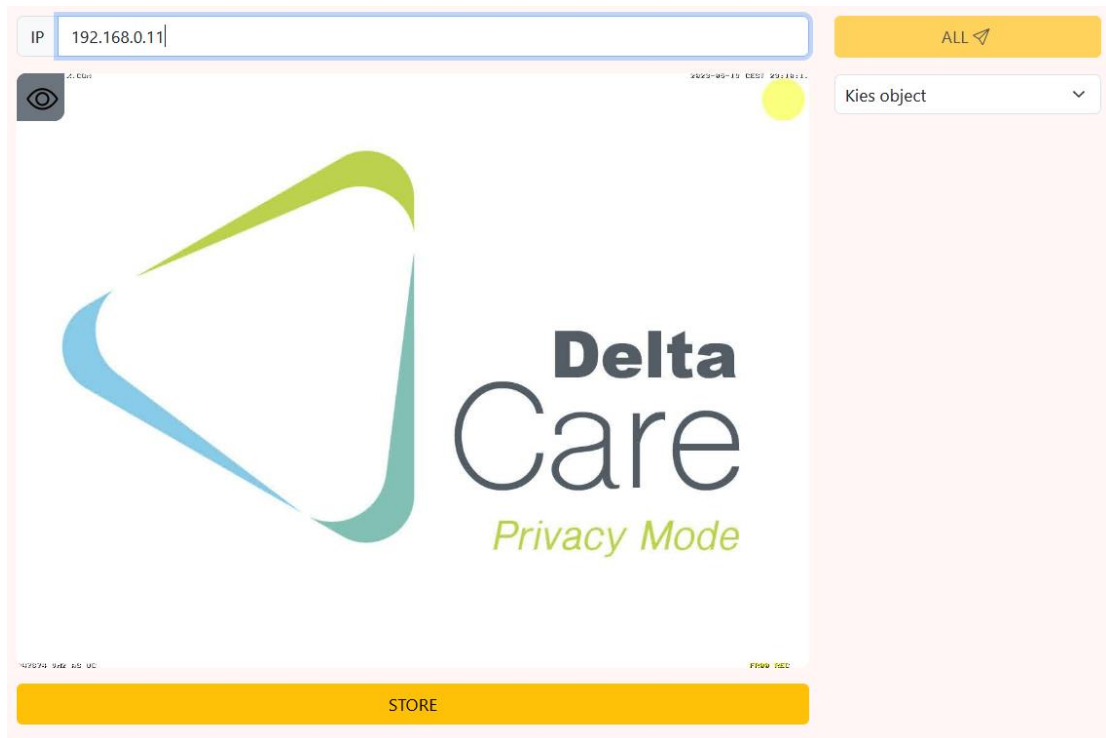 IP 192.168.0.11
ALL
Kies object
Delta
Care
Privacy Mode
STORE